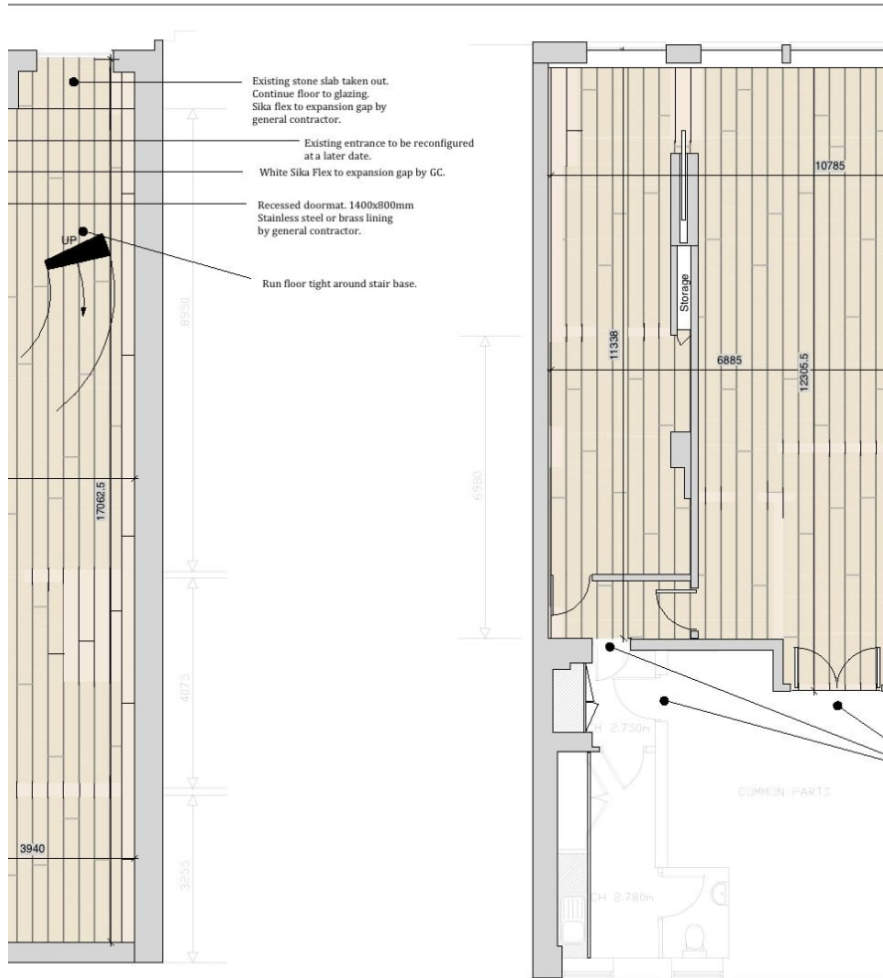 Existing stone slab taken out.
Continue floor to glazing.
Sika flex to expansion gap by
general contractor.
Existing entrance to be reconfigured
at a later date.
White Sika Flex to expansion gap by GC.
Recessed doormat. 1400x800mm
Stainless steel or brass lining
by general contractor.
UP
Run floor tight around stair base.
8950
17062.5
4075
3940
3255
10785
Storage
11338
6885
12305.5
6980
CH 2.750m
COMMON PARTS
CH 2.780m